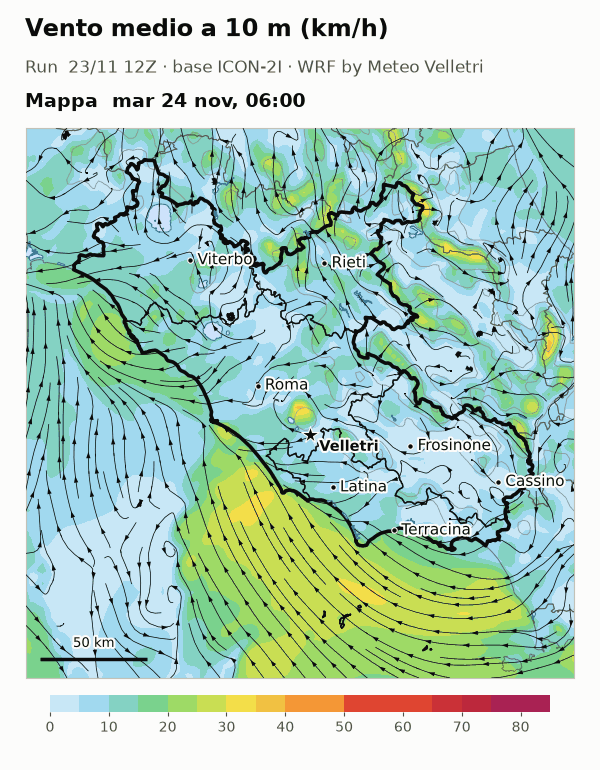 Vento medio a 10 m (km/h)
Run  23/11 12Z · base ICON-2I · WRF by Meteo Velletri
Mappa  mar 24 nov, 06:00
Viterbo
Rieti
Roma
Velletri
Frosinone
Cassino
Latina
Terracina
50 km
0 10 20 30 40 50 60 70 80